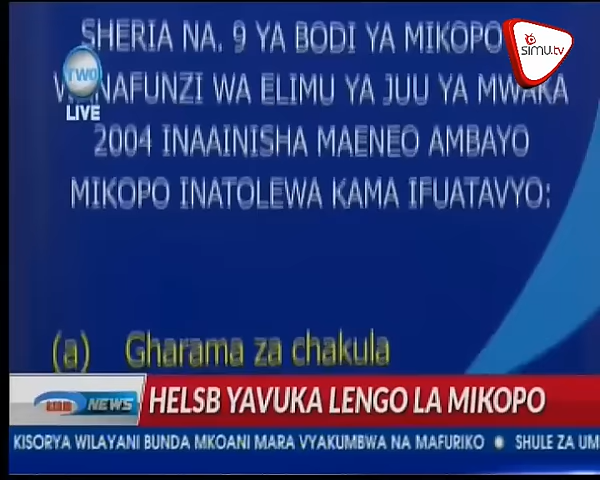 SHERIA NA. 9 YA BODI YA MIKOPO
simu.tv
TWO
LIVE
WANAFUNZI WA ELIMU YA JUU YA MWAKA
2004 INAAINISHA MAENEO AMBAYO
MIKOPO INATOLEWA KAMA IFUATAVYO:
(a) Gharama za chakula
NEWS
HELSB YAVUKA LENGO LA MIKOPO
KISORYA WILAYANI BUNDA MKOANI MARA VYAKUMBWA NA MAFURIKO SHULE ZA UM